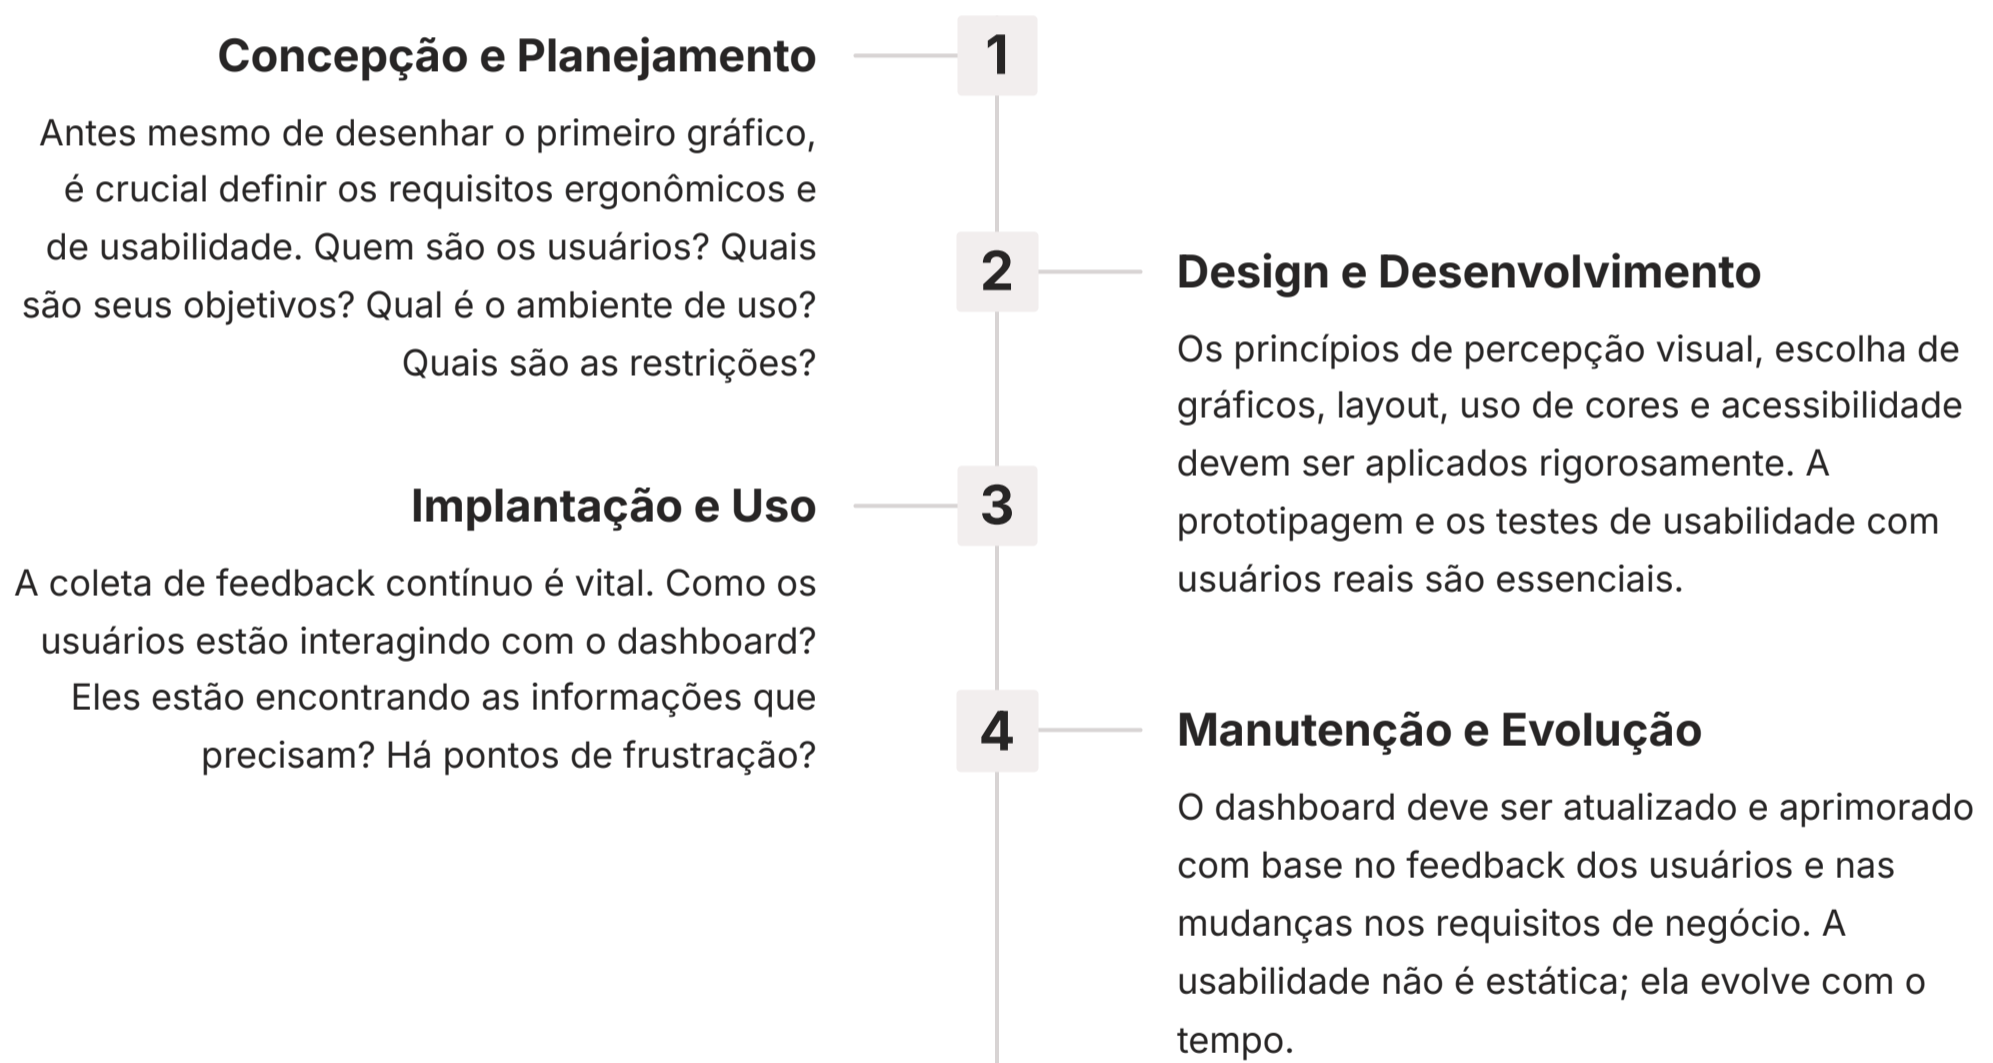 1
Concepção e Planejamento
Antes mesmo de desenhar o primeiro gráfico,
é crucial definir os requisitos ergonômicos e
de usabilidade. Quem são os usuários? Quais
são seus objetivos? Qual é o ambiente de uso?
Quais são as restrições?
2
Design e Desenvolvimento
Os princípios de percepção visual, escolha de
gráficos, layout, uso de cores e acessibilidade
devem ser aplicados rigorosamente. A
prototipagem e os testes de usabilidade com
usuários reais são essenciais.
3
Implantação e Uso
A coleta de feedback contínuo é vital. Como os
usuários estão interagindo com o dashboard?
Eles estão encontrando as informações que
precisam? Há pontos de frustração?
4
Manutenção e Evolução
O dashboard deve ser atualizado e aprimorado
com base no feedback dos usuários e nas
mudanças nos requisitos de negócio. A
usabilidade não é estática; ela evolve com o
tempo.